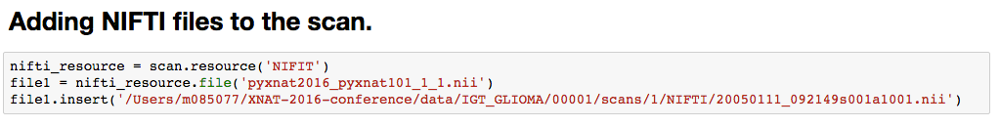 Adding NIFTI files to the scan.
nifti_resource = scan.resource('NIFIT')
file1 = nifti_resource.file('pyxnat2016_pyxnat101_1_1.nii')
file1.insert('/Users/m085077/XNAT-2016-conference/data/IGT_GLIOMA/00001/scans/1/NIFTI/20050111_092149s001a1001.nii')